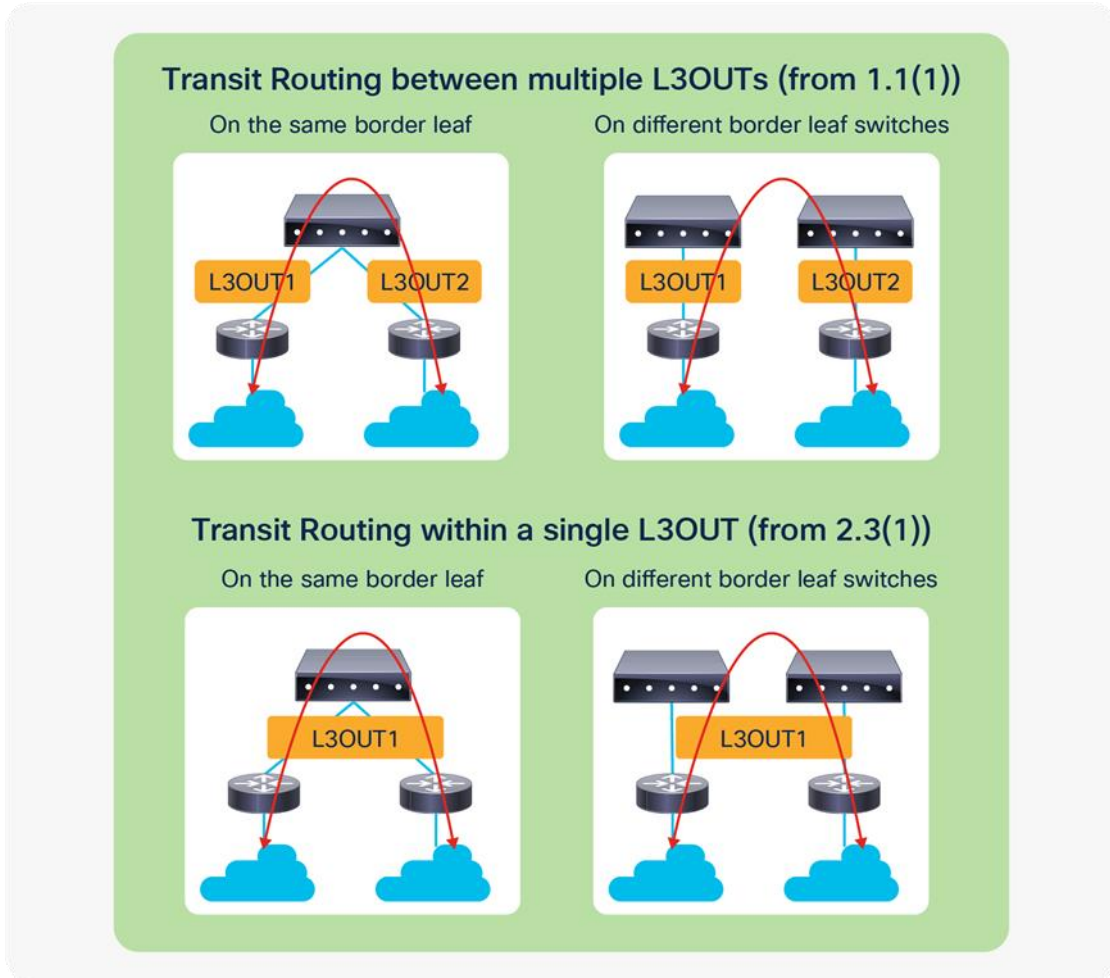 Transit Routing between multiple L3OUTs (from 1.1(1))
On the same border leaf
On different border leaf switches
L3OUT1
L3OUT2
L3OUT1
L3OUT2
Transit Routing within a single L3OUT (from 2.3(1))
On the same border leaf
On different border leaf switches
L3OUT1
L3OUT1